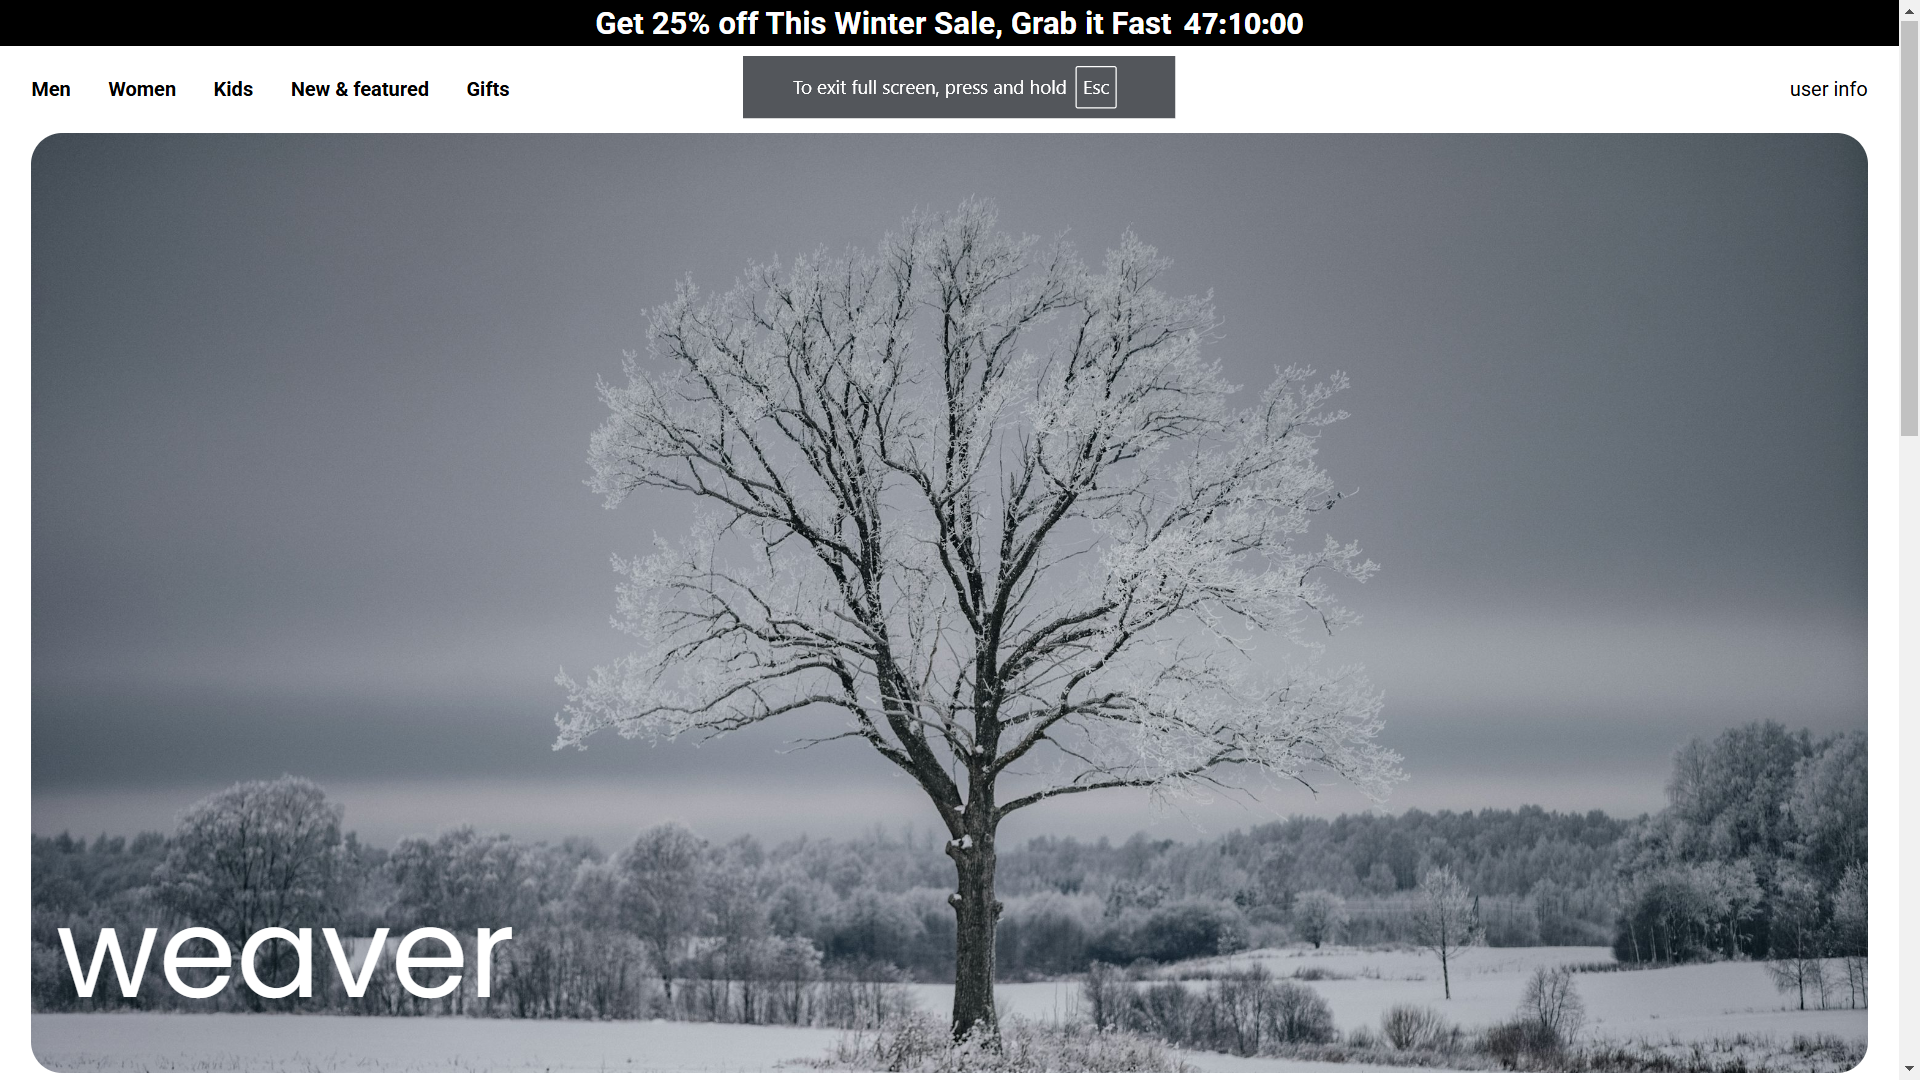 Get 25% off This Winter Sale, Grab it Fast 47:10:00
Men Women Kids New & featured Gifts
To exit full screen, press and hold Esc
user info
weaver